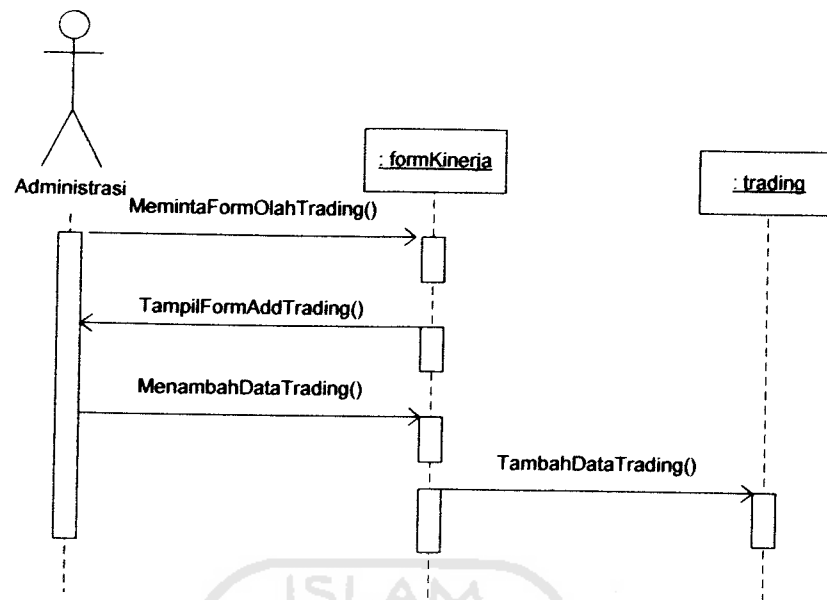 : formKinerja
: trading
Administrasi
MemintaFormOlahTrading()
TampilFormAddTrading()
MenambahDataTrading()
TambahDataTrading()
ISLAM